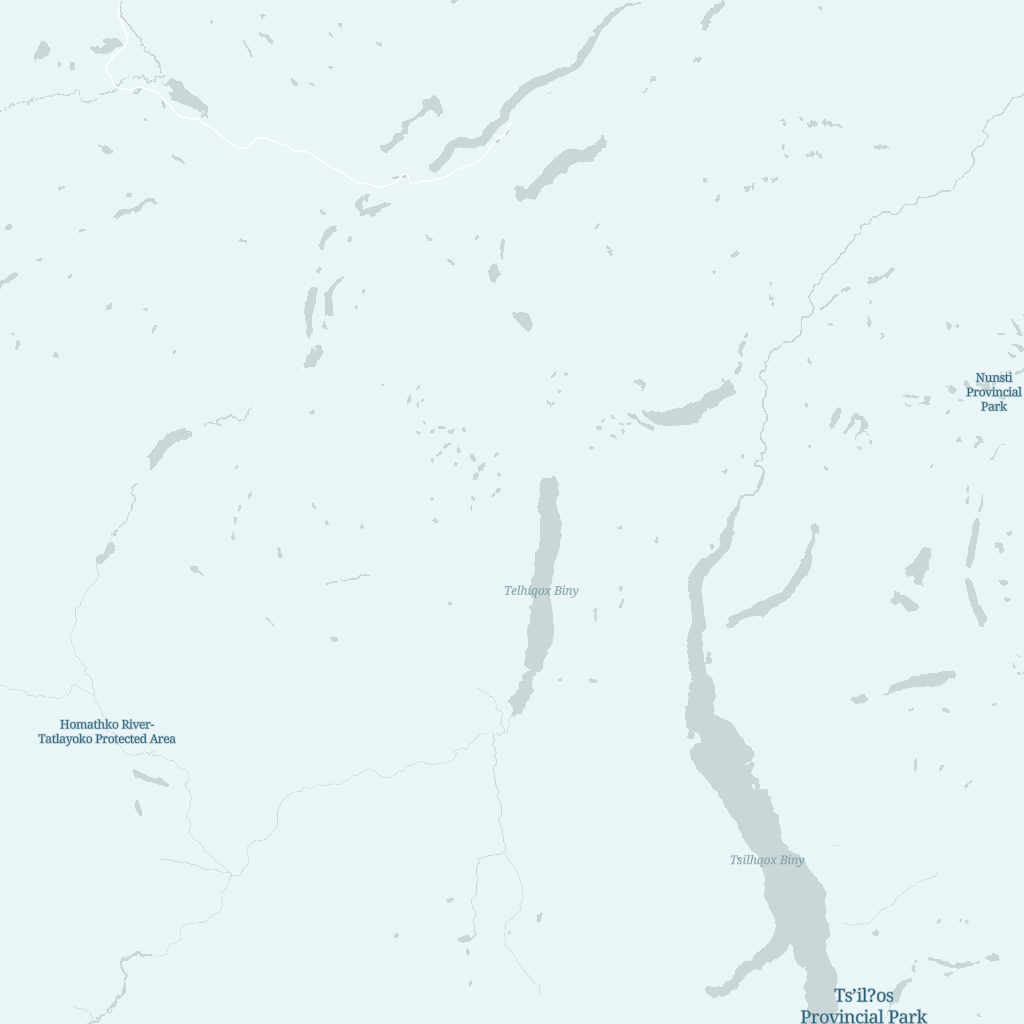 Nunsti
Provincial
Park
Telhiqox Biny
Homathko River-
Tatlayoko Protected Area
Tsilhqox Biny
Ts’il?os
Provincial Park